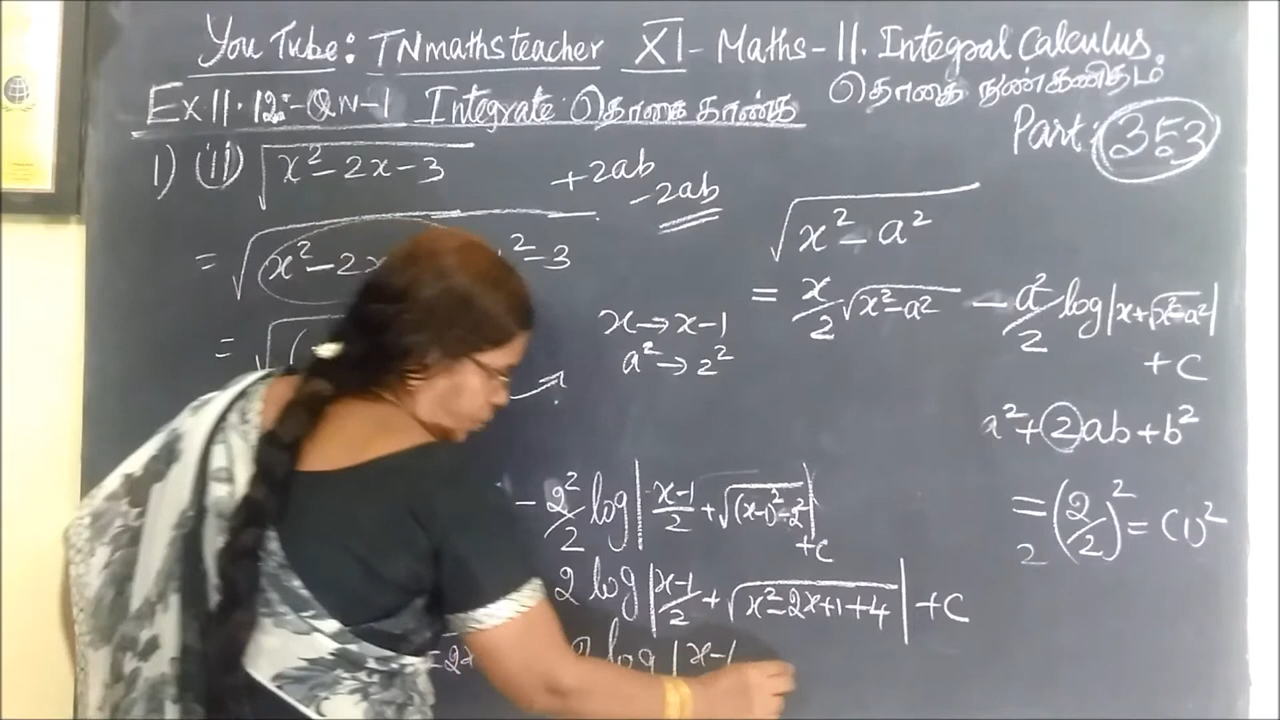 You Tube: TNmathsteacher XI- Maths- 11. Integral Calculus.
தொகை நுண்கணிதம்
Ex 11.12:-QN-1 Integrate தொகை காண்க
Part: 353
1) (ii) √x²-2x-3
+2ab
-2ab
= √x²-2x ²-3
= √(
√x²-a²
= x/2 √x²-a² - a²/2 log|x+√x²-a²|
+c
x→x-1
a²→2²
a²+2ab+b²
= (2/2)² = (1)²
2
- 2²/2 log|x-1/2 + √(x-1)²-2²|
+c
2 log|x-1/2 + √x²-2x+1+4| +c
-2x 2 log|x-1